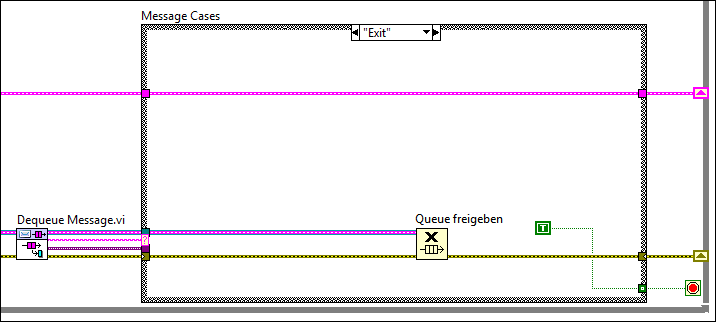 Message Cases
"Exit"
Dequeue Message.vi
Queue freigeben
?
T